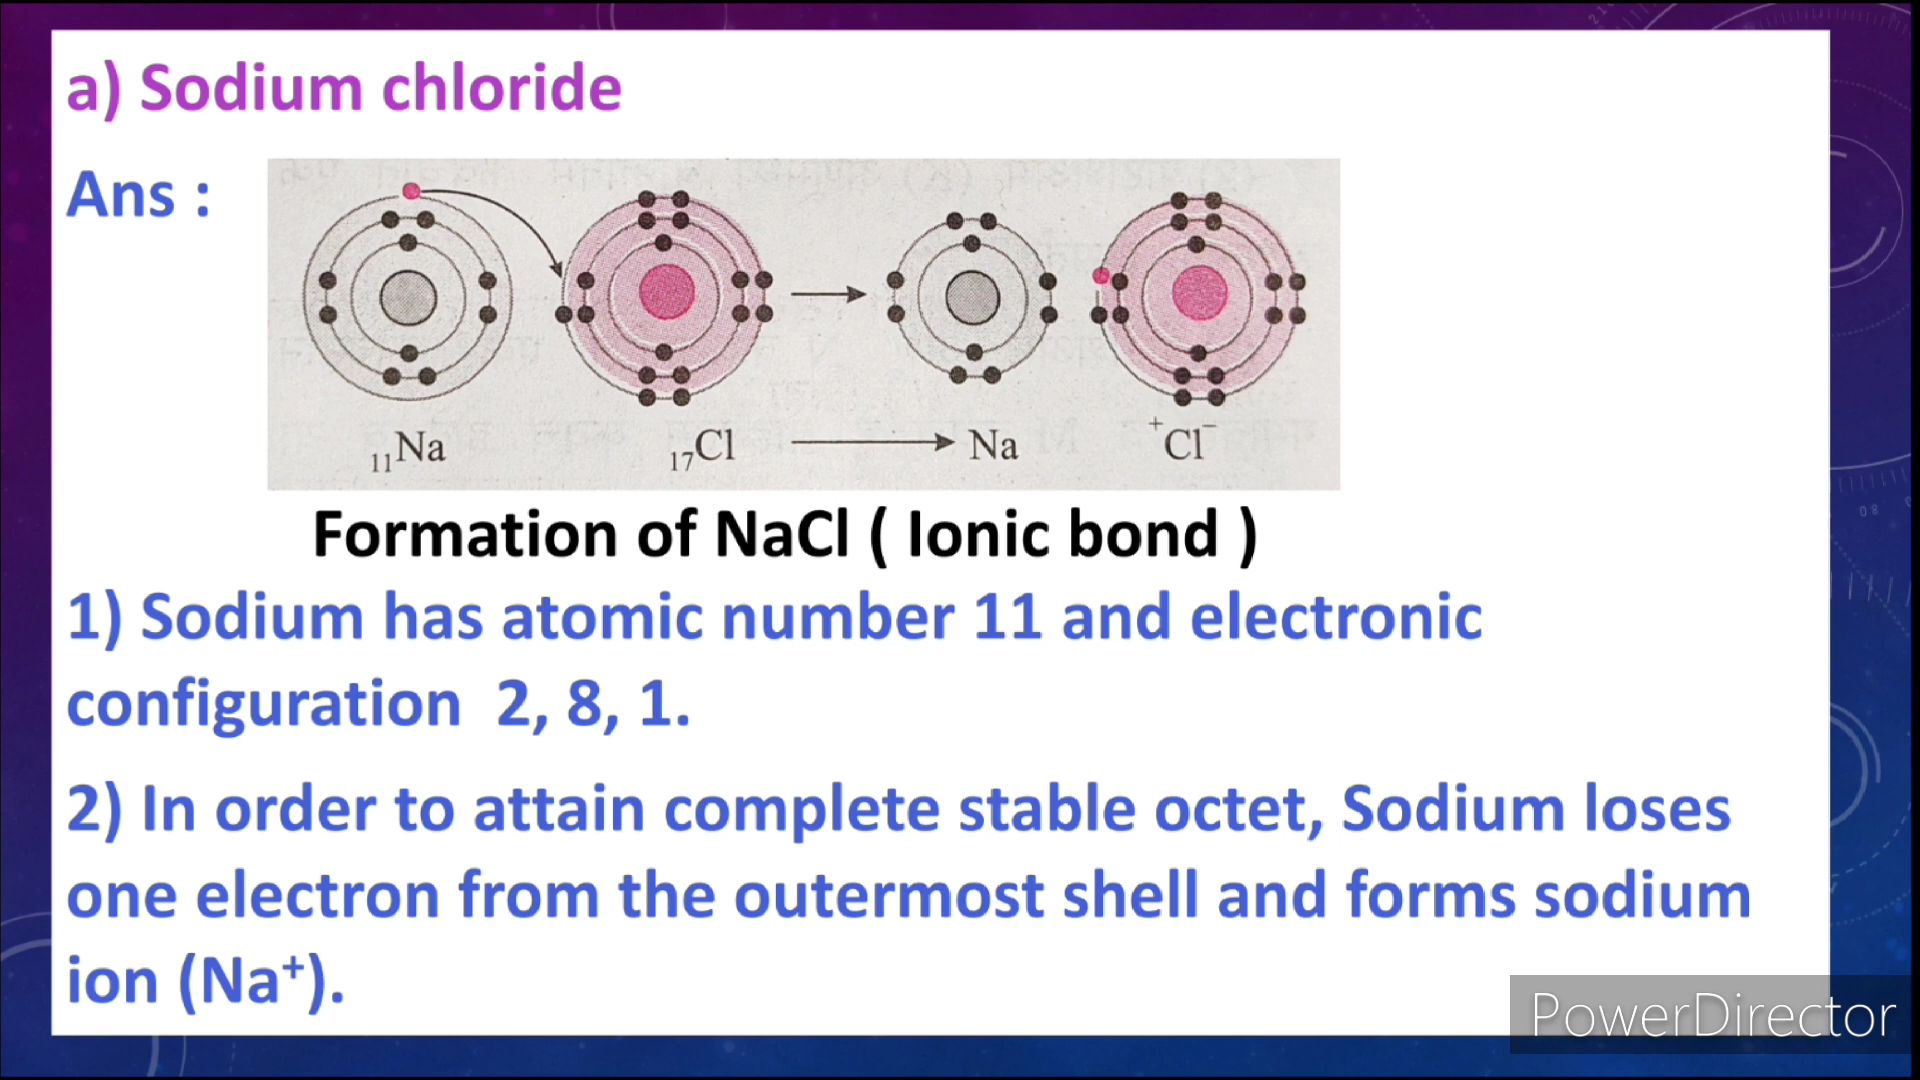 a) Sodium chloride
Ans :
₁₁Na ₁₇Cl ⟶ Na ⁺Cl⁻
Formation of NaCl ( Ionic bond )
1) Sodium has atomic number 11 and electronic
configuration 2, 8, 1.
2) In order to attain complete stable octet, Sodium loses
one electron from the outermost shell and forms sodium
ion (Na⁺).
PowerDirector